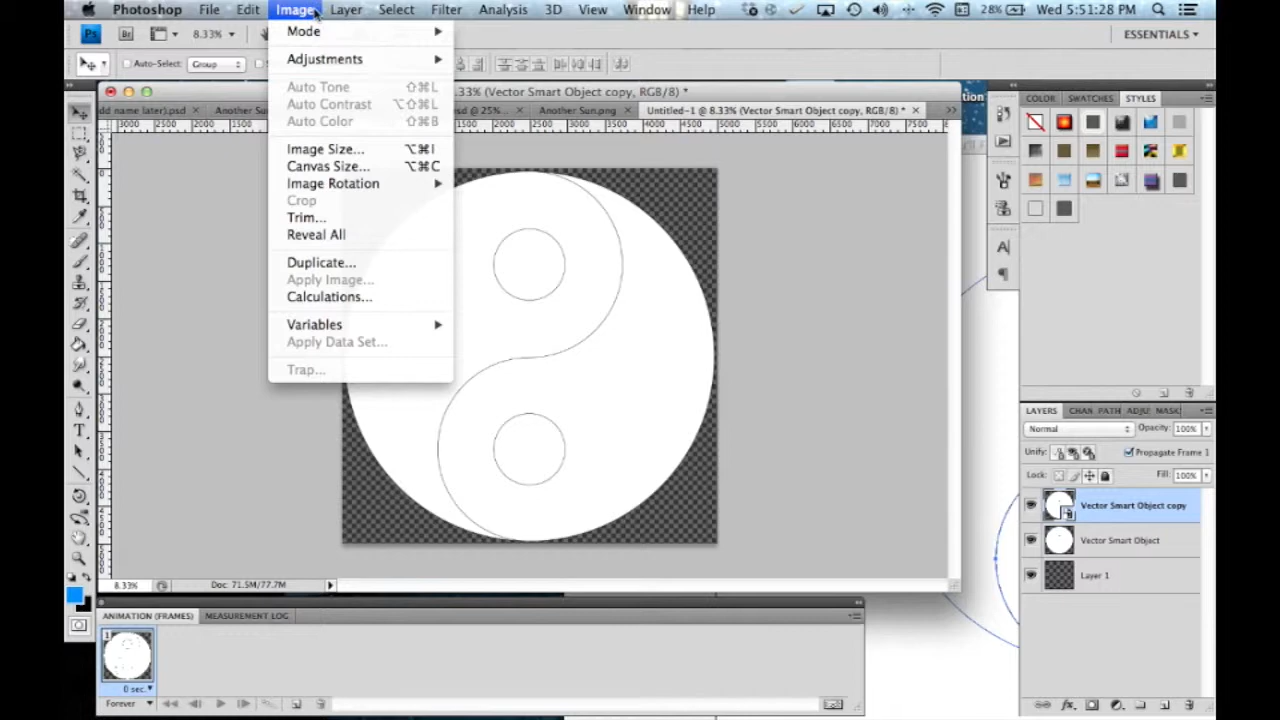 Photoshop File Edit Image Layer Select Filter Analysis 3D View Window Help 28% Wed 5:51:28 PM
Ps Br 8.33% ESSENTIALS
Auto-Select: Group
.33% (Vector Smart Object copy, RGB/8) *
dd name later).psd × Another Su sd @ 25% ... × Another Sun.png × Untitled-1 @ 8.33% (Vector Smart Object copy, RGB/8) * ×
3000 2500 2000 1500 1500 2000 2500 3000 3500 4000 4500 5000 5500 6000 6500 7000 7500
Mode
Adjustments
Auto Tone ⇧⌘L
Auto Contrast ⌥⇧⌘L
Auto Color ⇧⌘B
Image Size... ⌥⌘I
Canvas Size... ⌥⌘C
Image Rotation
Crop
Trim...
Reveal All
Duplicate...
Apply Image...
Calculations...
Variables
Apply Data Set...
Trap...
8.33% Doc: 71.5M/77.7M
ANIMATION (FRAMES) MEASUREMENT LOG
1
0 sec.
Forever
tion
COLOR SWATCHES STYLES
LAYERS CHAN PATH ADJU MASK
Normal Opacity: 100%
Unify: Propagate Frame 1
Lock: Fill: 100%
Vector Smart Object copy
Vector Smart Object
Layer 1